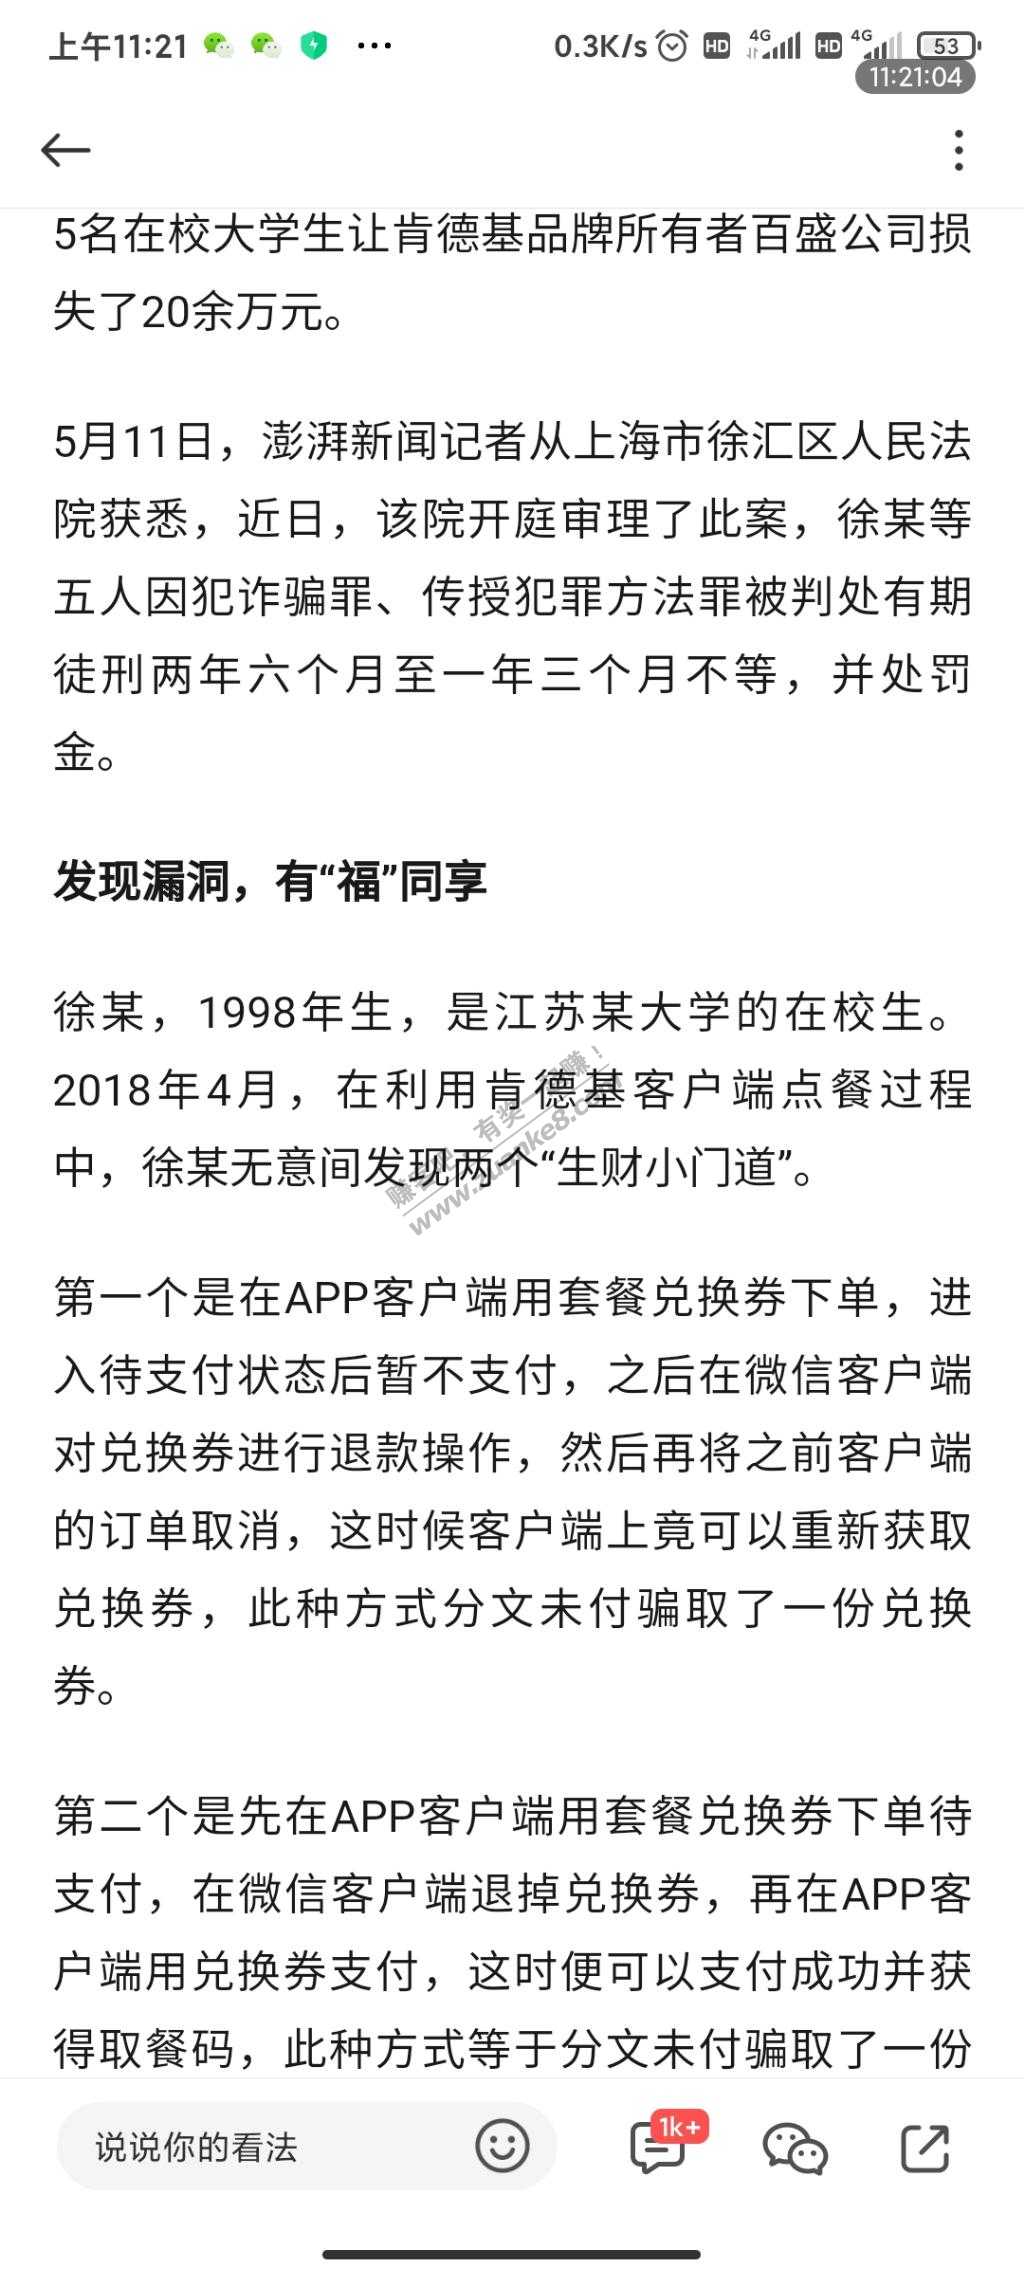 上午11:21
0.3K/s
HD
4G
HD
4G
53
11:21:04
5名在校大学生让肯德基品牌所有者百盛公司损
失了20余万元。
5月11日，澎湃新闻记者从上海市徐汇区人民法
院获悉，近日，该院开庭审理了此案，徐某等
五人因犯诈骗罪、传授犯罪方法罪被判处有期
徒刑两年六个月至一年三个月不等，并处罚
金。
发现漏洞，有“福”同享
徐某，1998年生，是江苏某大学的在校生。
2018年4月，在利用肯德基客户端点餐过程
中，徐某无意间发现两个“生财小门道”。
赚客吧，有奖一起赚！
www.zuanke8.com
第一个是在APP客户端用套餐兑换券下单，进
入待支付状态后暂不支付，之后在微信客户端
对兑换券进行退款操作，然后再将之前客户端
的订单取消，这时候客户端上竟可以重新获取
兑换券，此种方式分文未付骗取了一份兑换
券。
第二个是先在APP客户端用套餐兑换券下单待
支付，在微信客户端退掉兑换券，再在APP客
户端用兑换券支付，这时便可以支付成功并获
得取餐码，此种方式等于分文未付骗取了一份
说说你的看法
1k+